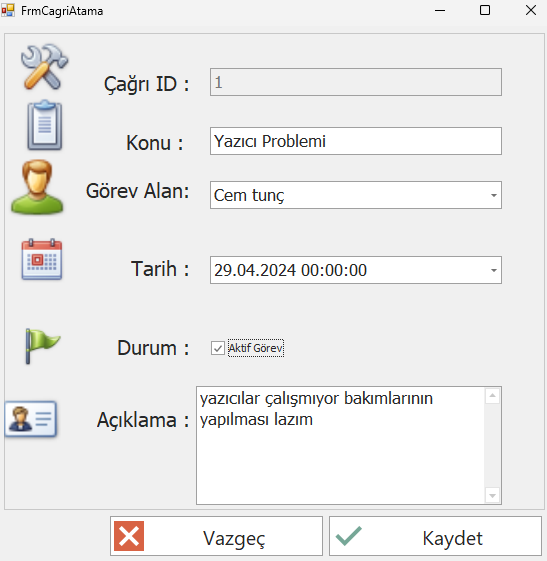 FrmCagriAtama
Çağrı ID : 1
Konu : Yazıcı Problemi
Görev Alan: Cem tunç
Tarih : 29.04.2024 00:00:00
Durum : Aktif Görev
Açıklama : yazıcılar çalışmıyor bakımlarının
yapılması lazım
Vazgeç Kaydet